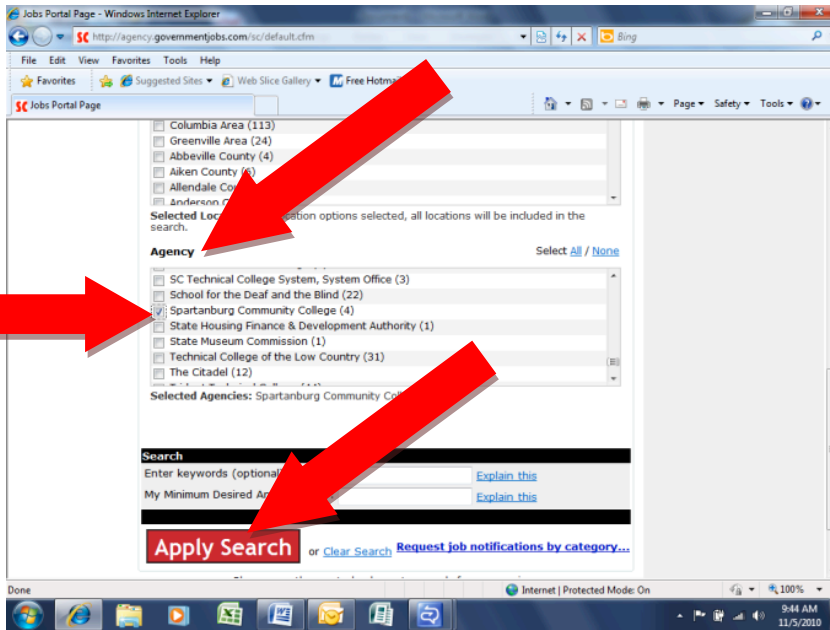 Jobs Portal Page - Windows Internet Explorer
http://agency.governmentjobs.com/sc/default.cfm
Bing
File Edit View Favorites Tools Help
Favorites Suggested Sites Web Slice Gallery Free Hotmail
Jobs Portal Page
Page Safety Tools
Columbia Area (113)
Greenville Area (24)
Abbeville County (4)
Aiken County
Allendale
Anderson
Selected option options selected, all locations will be included in the
search.
Agency Select All / None
SC Technical College System, System Office (3)
School for the Deaf and the Blind (22)
Spartanburg Community College (4)
State Housing Finance & Development Authority (1)
State Museum Commission (1)
Technical College of the Low Country (31)
The Citadel (12)
Selected Agencies: Spartanburg Community
Search
Enter keywords (optional Explain this
My Minimum Desired Explain this
Apply Search or Clear Search Request job notifications by category...
Done Internet | Protected Mode: On 100%
9:44 AM
11/5/2010